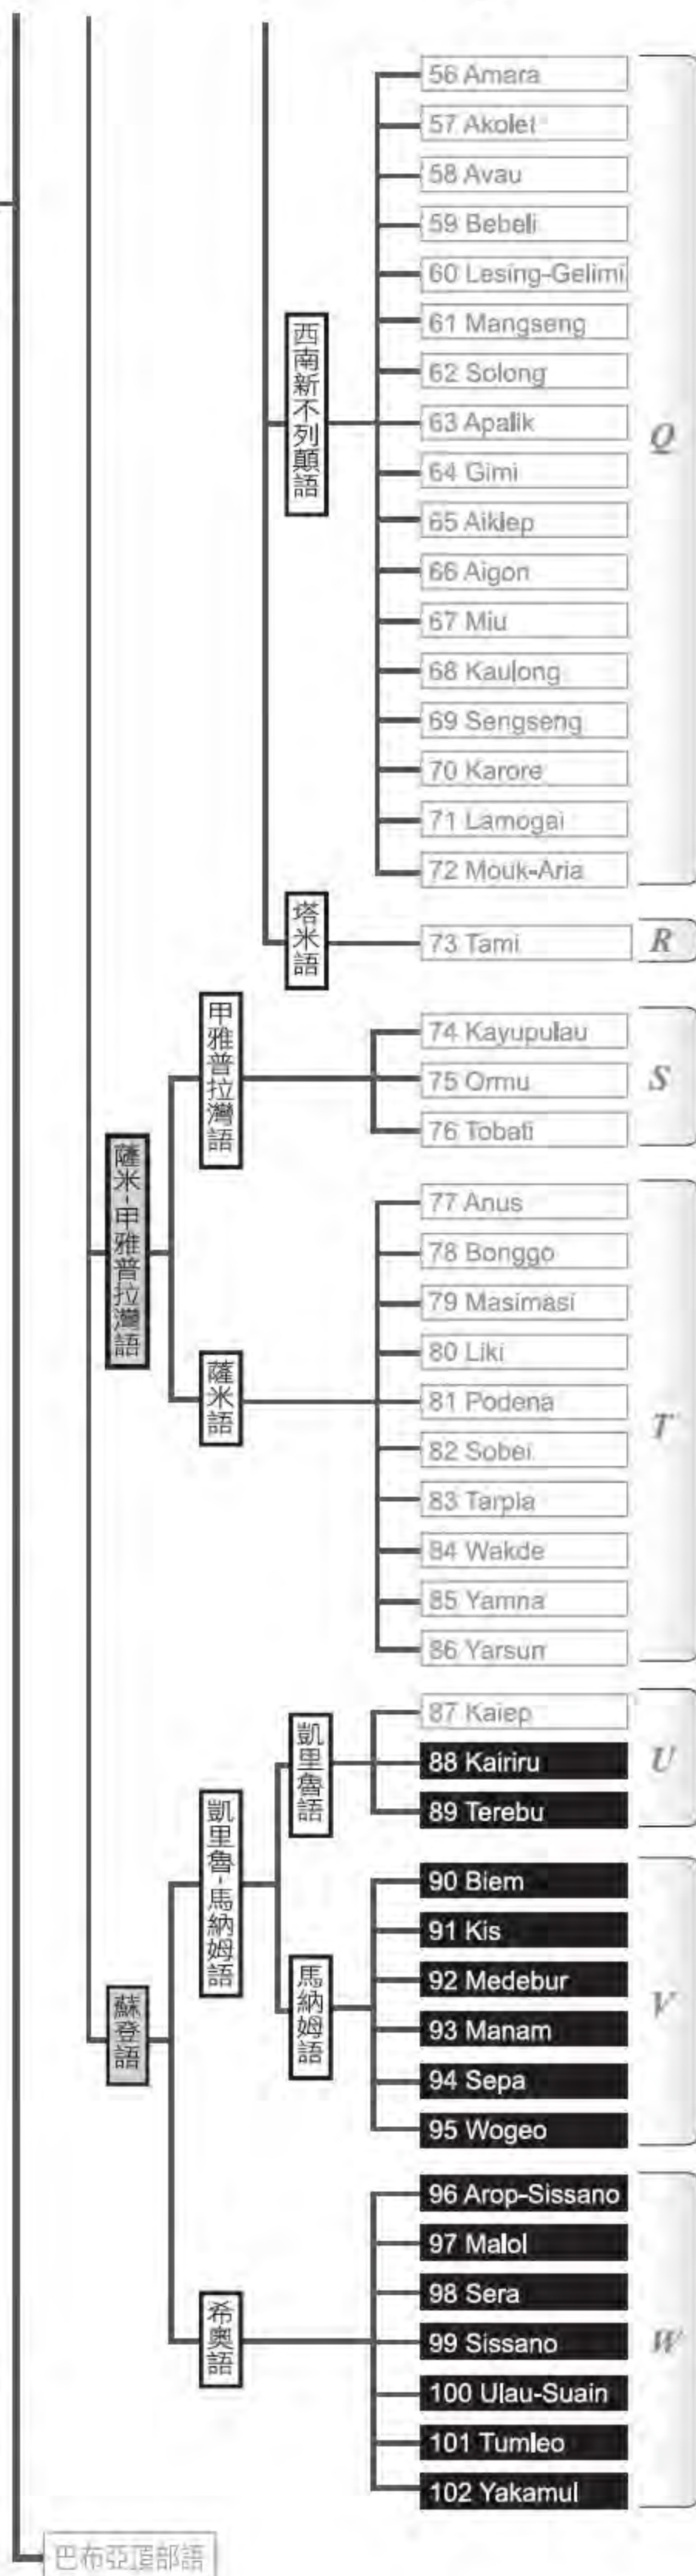 56 Amara
57 Akolet
58 Avau
59 Bebeli
60 Lesing-Gelimi
61 Mangseng
62 Solong
63 Apalik
64 Gimi
65 Aiklep
66 Aigon
67 Miu
68 Kaulong
69 Sengseng
70 Karore
71 Lamogai
72 Mouk-Aria
西南新不列顛語
Q
73 Tami
塔米語
R
74 Kayupulau
75 Ormu
76 Tobati
甲雅普拉灣語
S
薩米-甲雅普拉灣語
77 Anus
78 Bonggo
79 Masimasi
80 Liki
81 Podena
82 Sobei
83 Tarpia
84 Wakde
85 Yamna
86 Yarsun
薩米語
T
87 Kaiep
88 Kairiru
89 Terebu
凱里魯語
U
凱里魯-馬納姆語
90 Biem
91 Kis
92 Medebur
93 Manam
94 Sepa
95 Wogeo
馬納姆語
V
蘇登語
96 Arop-Sissano
97 Malol
98 Sera
99 Sissano
100 Ulau-Suain
101 Tumleo
102 Yakamul
希奧語
W
巴布亞頂部語